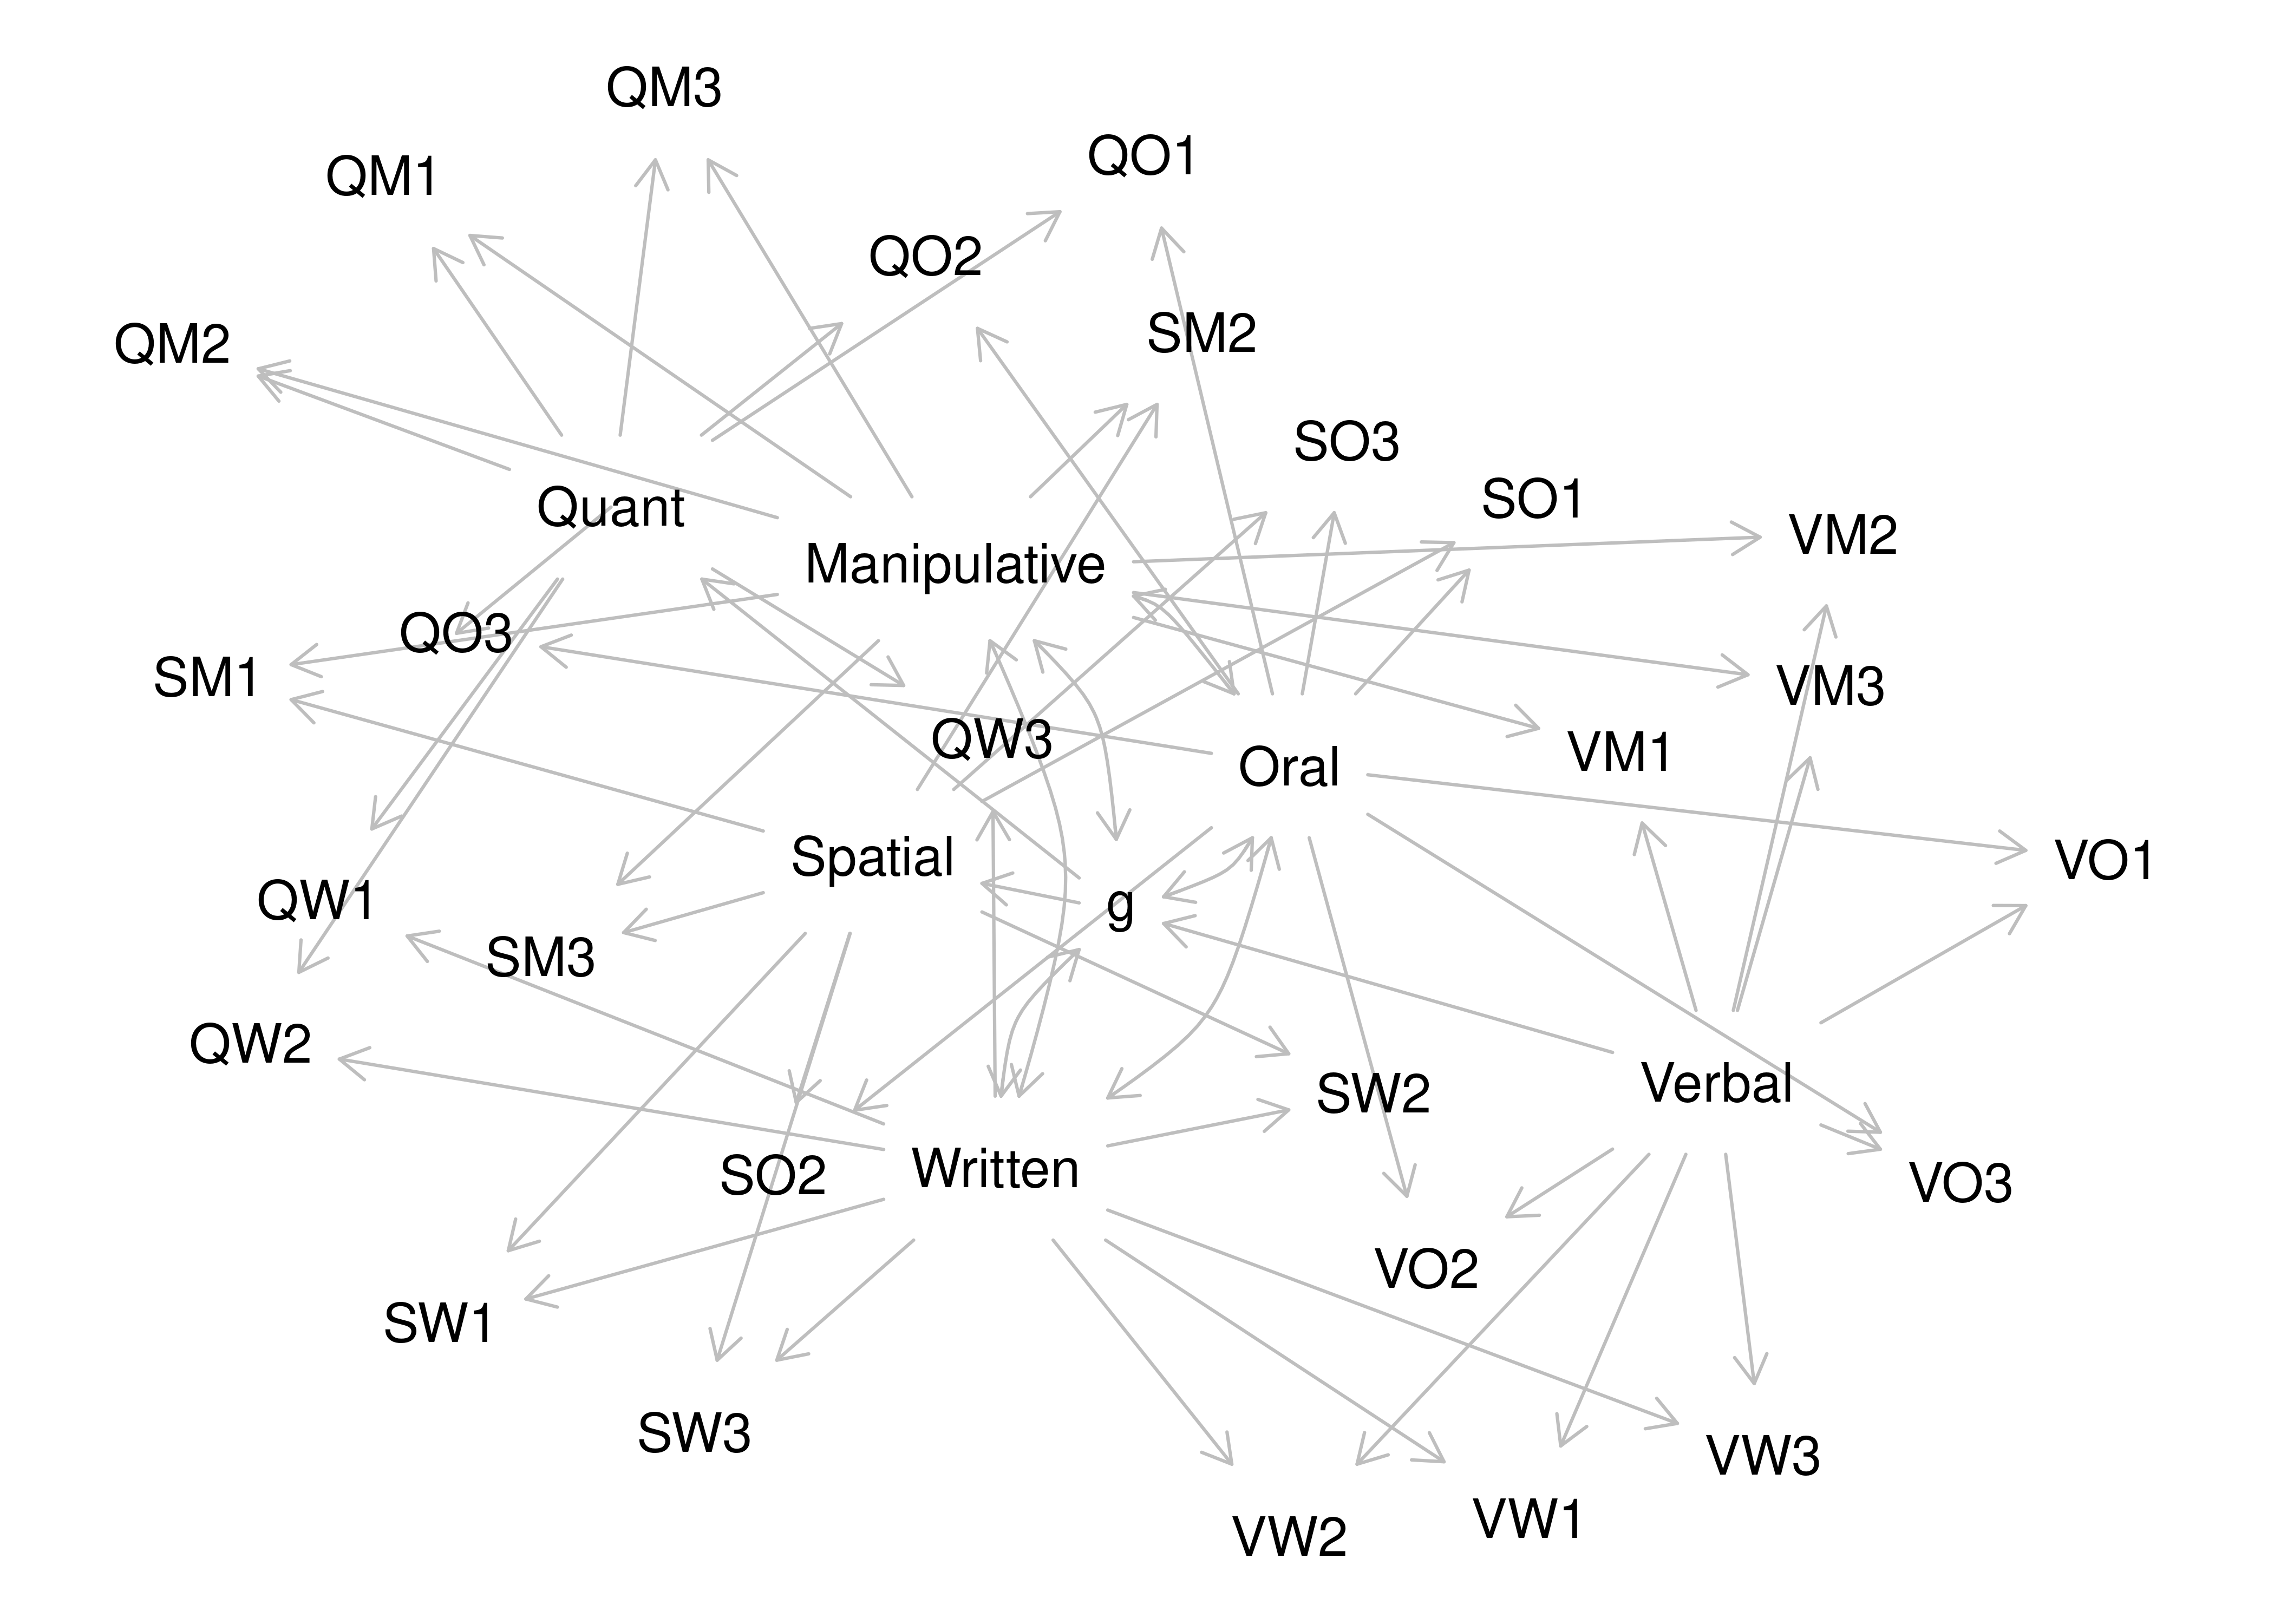 QM3
QO1
QM1
QO2
SM2
QM2
SO3
SO1
Quant
VM2
Manipulative
QO3
SM1
VM3
QW3
VM1
Oral
Spatial
VO1
QW1
g
SM3
QW2
Verbal
SW2
Written
SO2
VO3
VO2
SW1
SW3
VW3
VW1
VW2